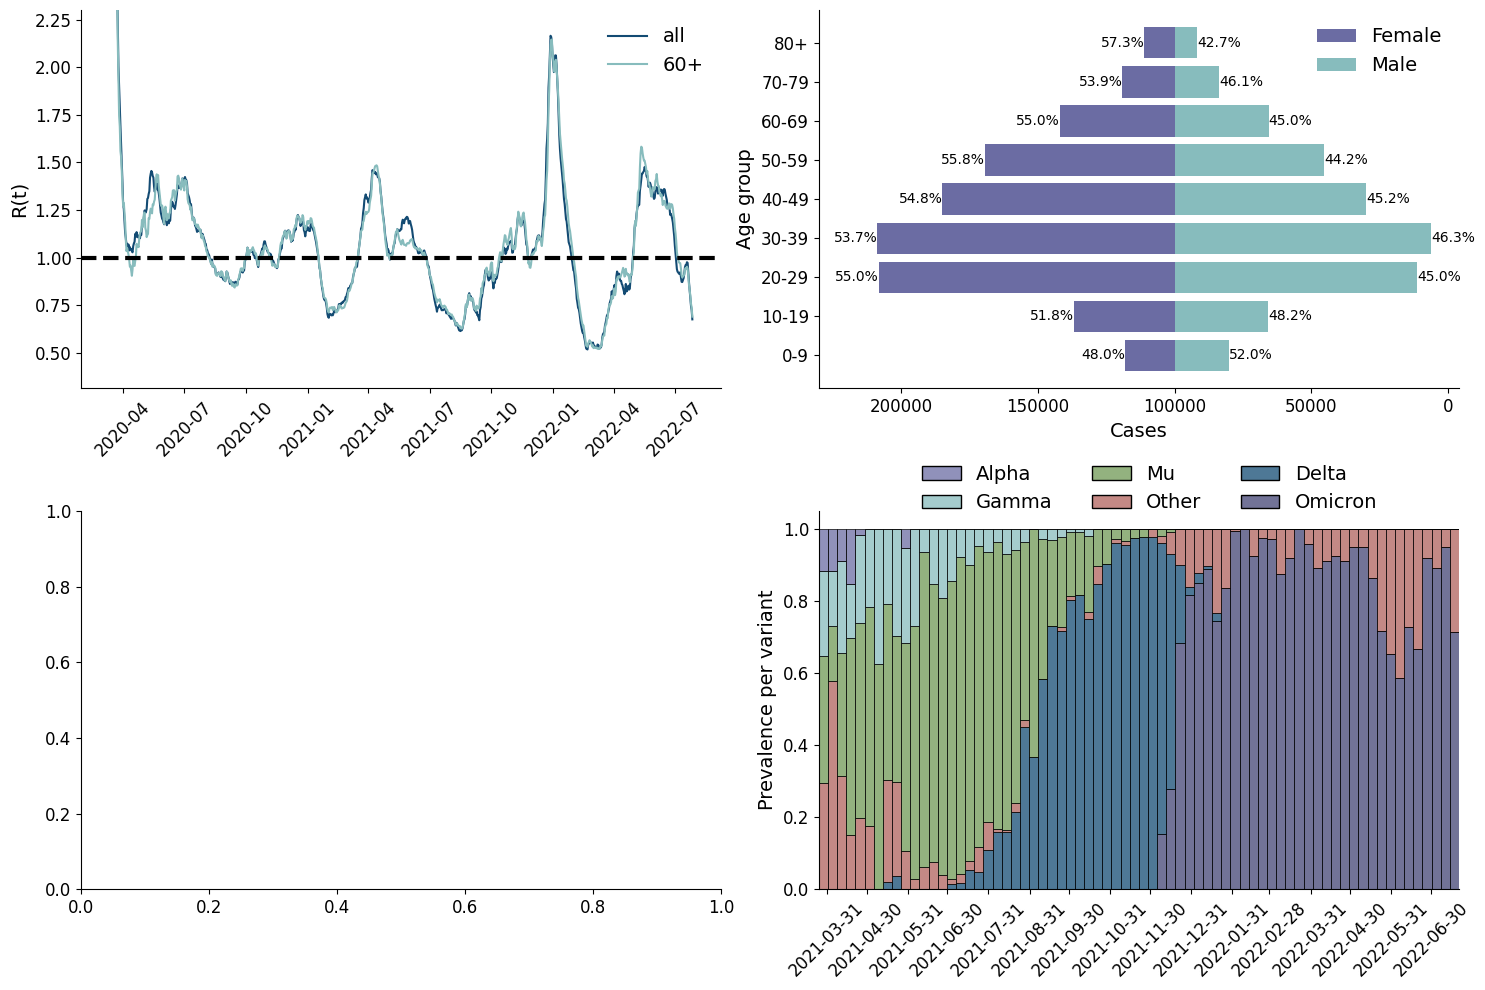 2.25
2.00
1.75
1.50
1.25
1.00
0.75
0.50
R(t)
all
60+
2020-04
2020-07
2020-10
2021-01
2021-04
2021-07
2021-10
2022-01
2022-04
2022-07
Female
Male
Age group
80+ 57.3% 42.7%
70-79 53.9% 46.1%
60-69 55.0% 45.0%
50-59 55.8% 44.2%
40-49 54.8% 45.2%
30-39 53.7% 46.3%
20-29 55.0% 45.0%
10-19 51.8% 48.2%
0-9 48.0% 52.0%
200000 150000 100000 50000 0
Cases
1.0
0.8
0.6
0.4
0.2
0.0
0.0 0.2 0.4 0.6 0.8 1.0
Alpha Mu Delta
Gamma Other Omicron
Prevalence per variant
1.0
0.8
0.6
0.4
0.2
0.0
2021-03-31
2021-04-30
2021-05-31
2021-06-30
2021-07-31
2021-08-31
2021-09-30
2021-10-31
2021-11-30
2021-12-31
2022-01-31
2022-02-28
2022-03-31
2022-04-30
2022-05-31
2022-06-30